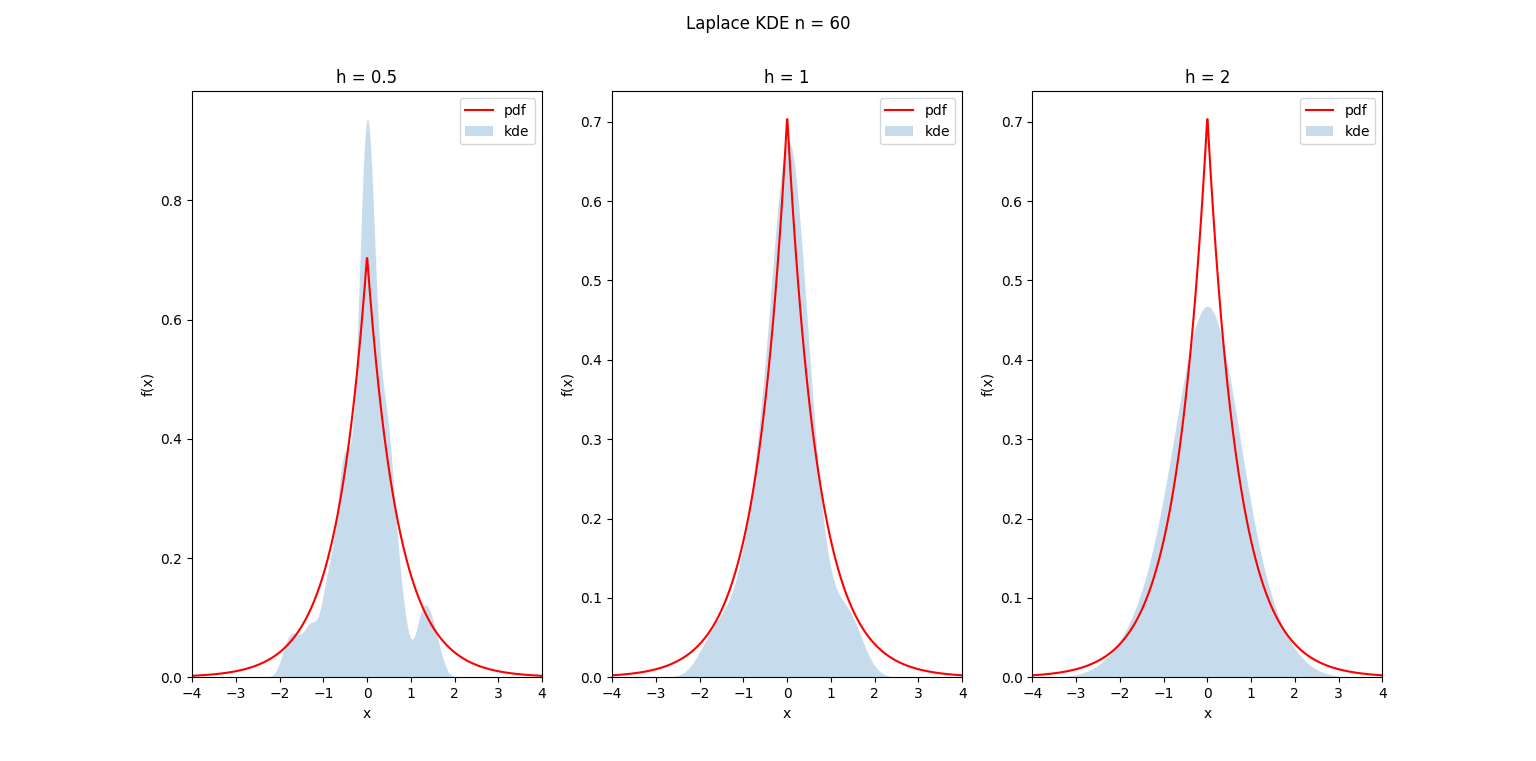 Laplace KDE n = 60
h = 0.5
pdf
kde
f(x)
0.8
0.6
0.4
0.2
0.0
−4 −3 −2 −1 0 1 2 3 4
x
h = 1
pdf
kde
f(x)
0.7
0.6
0.5
0.4
0.3
0.2
0.1
0.0
−4 −3 −2 −1 0 1 2 3 4
x
h = 2
pdf
kde
f(x)
0.7
0.6
0.5
0.4
0.3
0.2
0.1
0.0
−4 −3 −2 −1 0 1 2 3 4
x